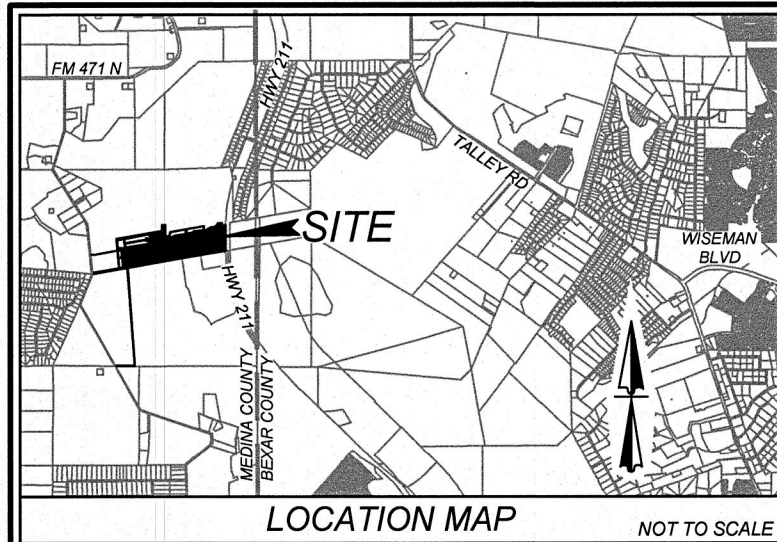 FM 471 N
HWY 211
TALLEY RD
SITE
WISEMAN
BLVD
HWY 211
MEDINA COUNTY
BEXAR COUNTY
LOCATION MAP
NOT TO SCALE